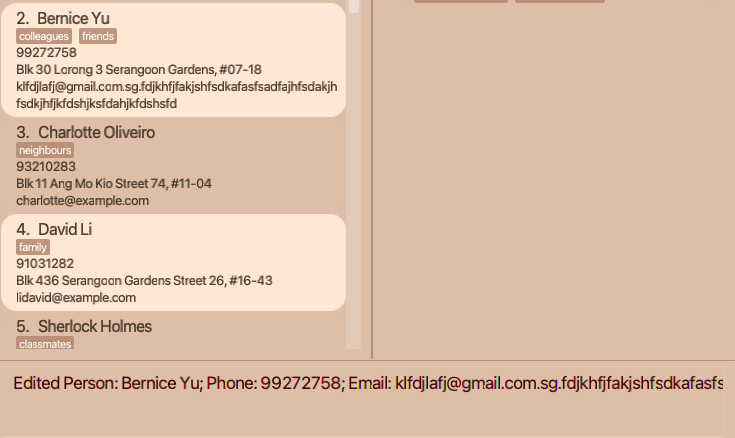 2. Bernice Yu
colleagues friends
99272758
Blk 30 Lorong 3 Serangoon Gardens, #07-18
klfdjlafj@gmail.com.sg.fdjkhfjfakjshfsdkafasfsadfajhfsdakjh
fsdkjhfjkfdshjksfdahjkfdshsfd
3. Charlotte Oliveiro
neighbours
93210283
Blk 11 Ang Mo Kio Street 74, #11-04
charlotte@example.com
4. David Li
family
91031282
Blk 436 Serangoon Gardens Street 26, #16-43
lidavid@example.com
5. Sherlock Holmes
classmates
Edited Person: Bernice Yu; Phone: 99272758; Email: klfdjlafj@gmail.com.sg.fdjkhfjfakjshfsdkafasfs